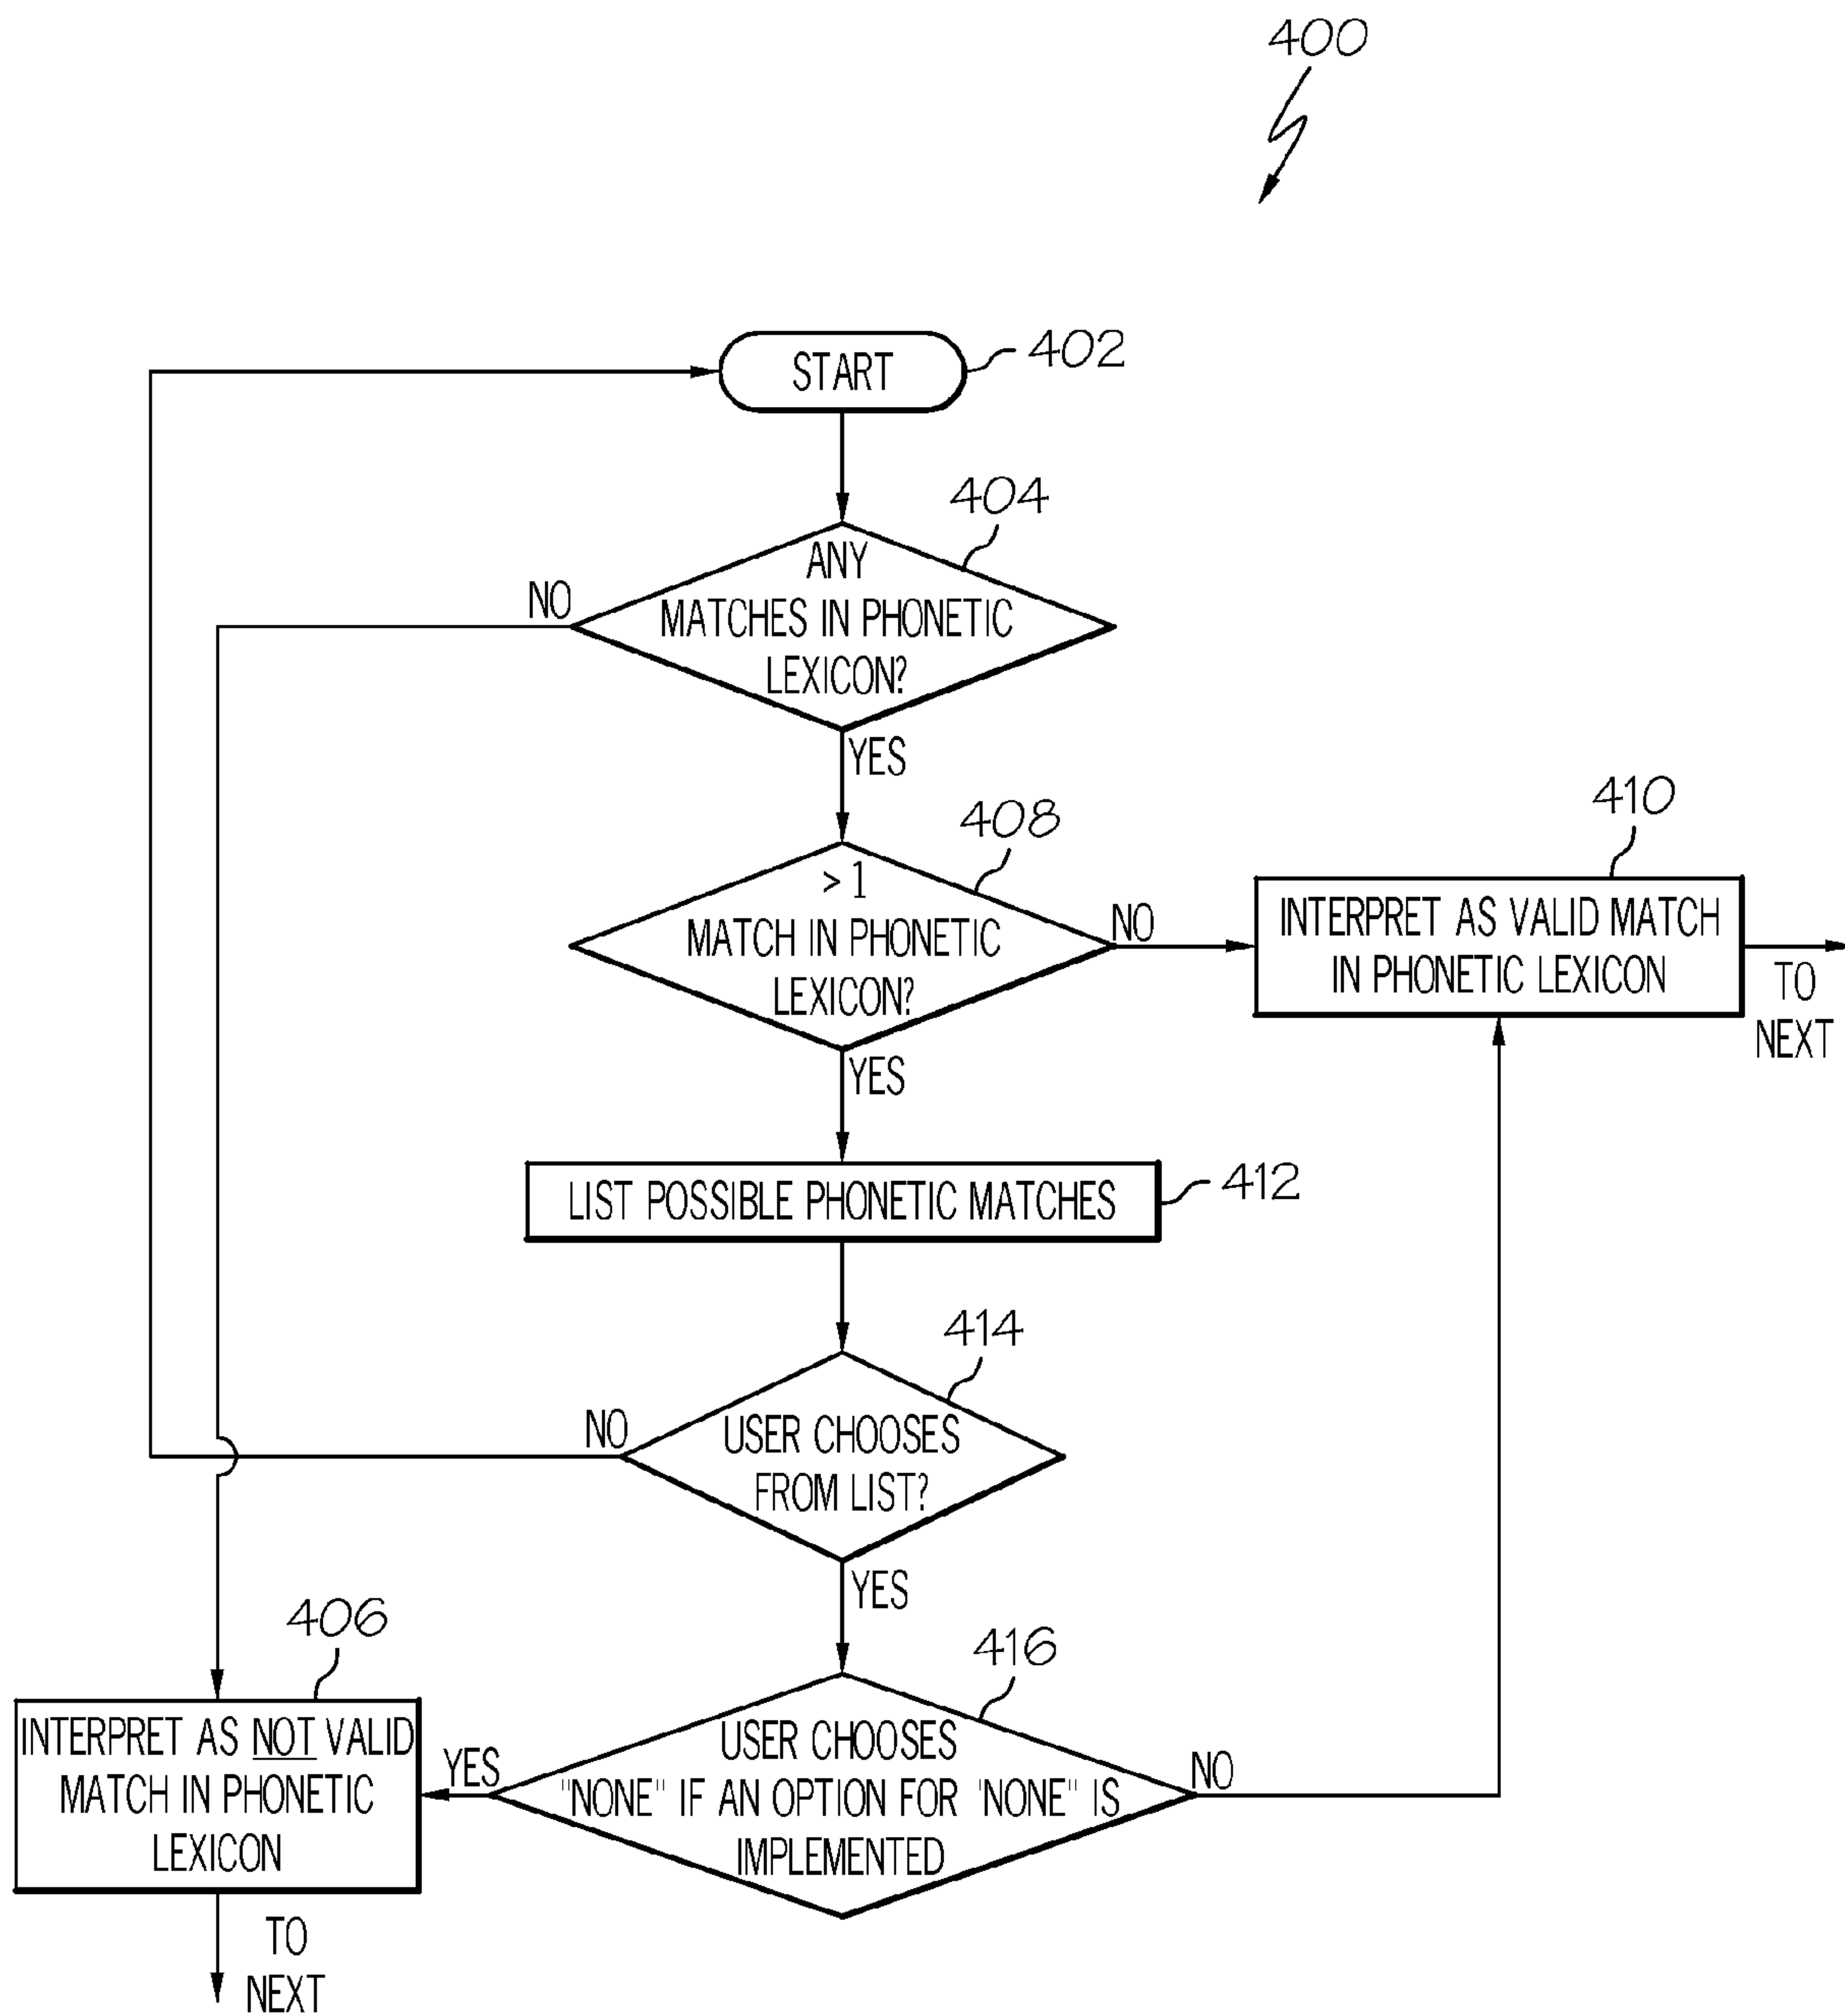 400
START
402
404
ANY
MATCHES IN PHONETIC
LEXICON?
NO
YES
408
>1
MATCH IN PHONETIC
LEXICON?
NO
YES
410
INTERPRET AS VALID MATCH
IN PHONETIC LEXICON
TO
NEXT
LIST POSSIBLE PHONETIC MATCHES
412
414
USER CHOOSES
FROM LIST?
NO
YES
406
INTERPRET AS NOT VALID
MATCH IN PHONETIC
LEXICON
TO
NEXT
416
USER CHOOSES
"NONE" IF AN OPTION FOR 'NONE" IS
IMPLEMENTED
YES
NO